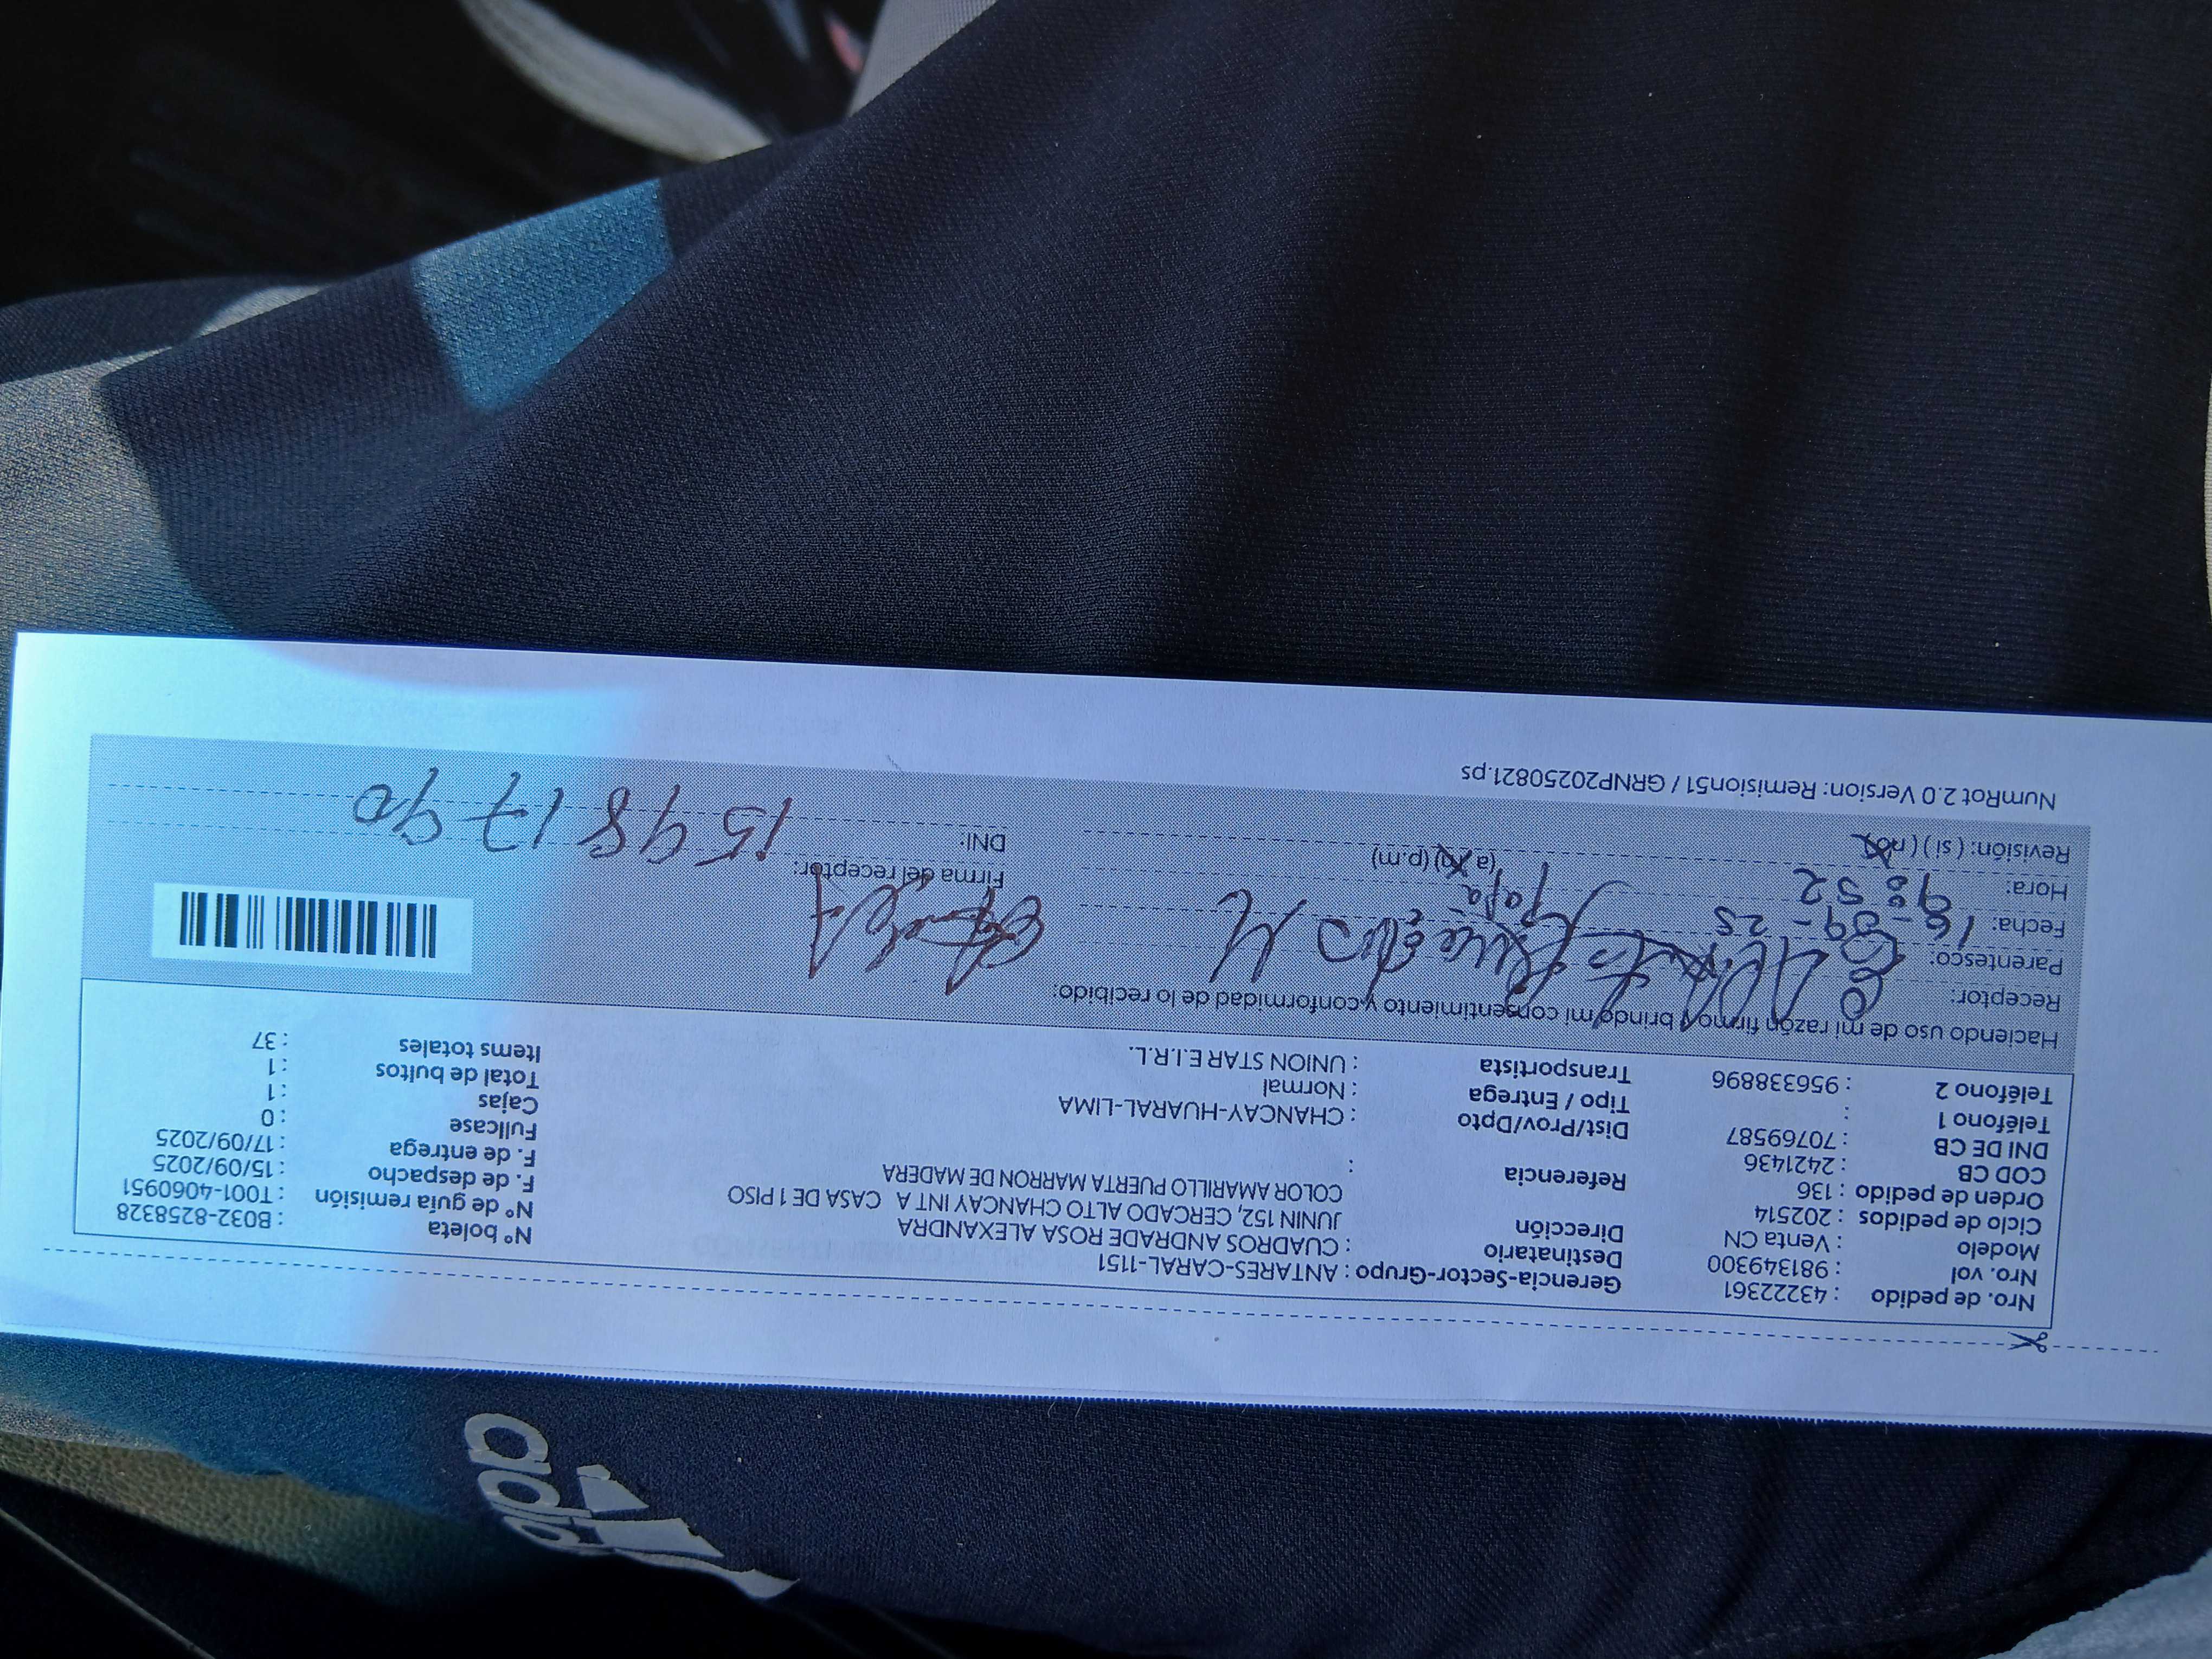 Nro. de pedido : 43222361
Nro. vol : 981349300
Modelo : Venta CN
Ciclo de pedidos : 202514
Orden de pedido : 136
COD CB : 2421436
DNI DE CB : 70769587
Teléfono 1 :
Teléfono 2 : 956338896
Gerencia-Sector-Grupo : ANTARES-CARAL-1151
Destinatario : CUADROS ANDRADE ROSA ALEXANDRA
Dirección JUNIN 152, CERCADO ALTO CHANCAY INT A CASA DE 1 PISO
COLOR AMARILLO PUERTA MARRON DE MADERA
Referencia :
Dist/Prov/Dpto : CHANCAY-HUARAL-LIMA
Tipo / Entrega : Normal
Transportista : UNION STAR E.I.R.L.
N° boleta : B032-8258328
N° de guía remisión : T001-4060951
F. de despacho : 15/09/2025
F. de entrega : 17/09/2025
Fullcase : 0
Cajas : 1
Total de bultos : 1
Items totales : 37
Haciendo uso de mi razón firmo y brindo mi consentimiento y conformidad de lo recibido:
Receptor:
Parentesco: papá
Fecha: 18-09-25
Hora: 9:52 (a.m) (p.m)
Revisión: (si) (no)
Firma del receptor:
DNI: 15981790
NumRot 2.0 Version: Remision51 / GRNP20250821.ps
adidas